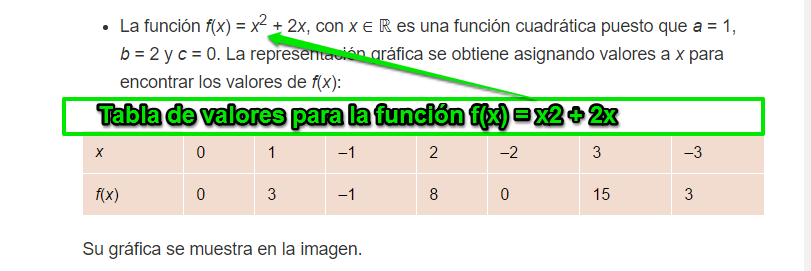 • La función f(x) = x² + 2x, con x ∈ ℝ es una función cuadrática puesto que a = 1,
b = 2 y c = 0. La representación gráfica se obtiene asignando valores a x para
encontrar los valores de f(x):
Tabla de valores para la función f(x) = x2 + 2x
x 0 1 –1 2 –2 3 –3
f(x) 0 3 –1 8 0 15 3
Su gráfica se muestra en la imagen.